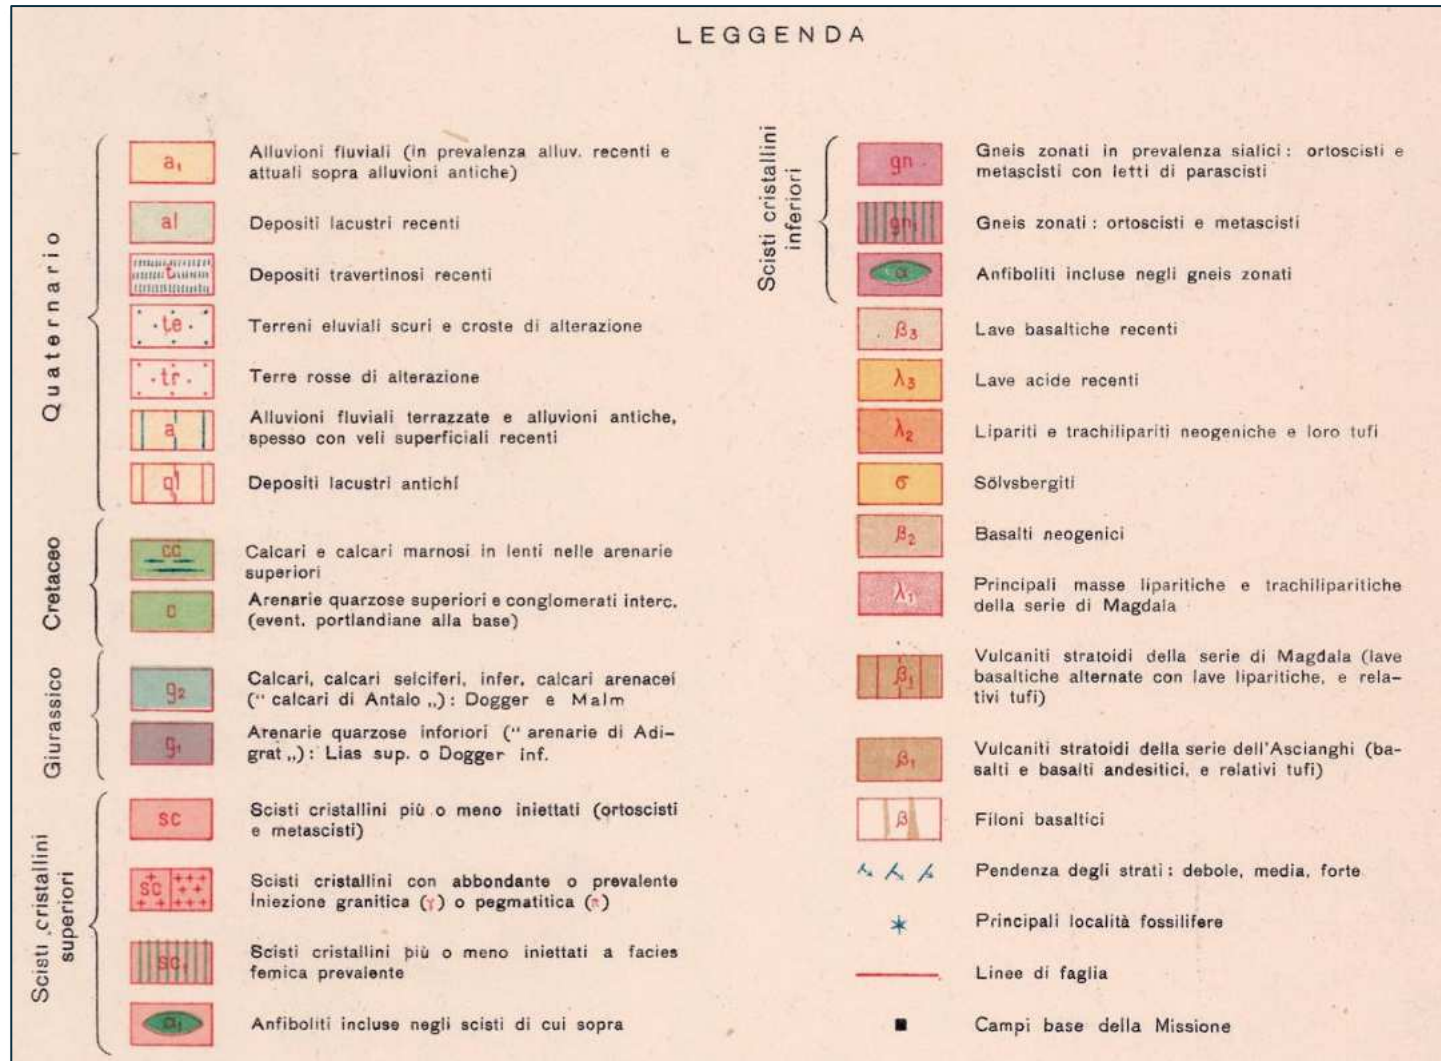 LEGGENDA
Quaternario
a₁
Alluvioni fluviali (in prevalenza alluv. recenti e
attuali sopra alluvioni antiche)
al
Depositi lacustri recenti
t
Depositi travertinosi recenti
te
Terreni eluviali scuri e croste di alterazione
tr
Terre rosse di alterazione
a
Alluvioni fluviali terrazzate e alluvioni antiche,
spesso con veli superficiali recenti
ql
Depositi lacustri antichi
Cretaceo
cc
Calcari e calcari marnosi in lenti nelle arenarie
superiori
c
Arenarie quarzose superiori e conglomerati interc.
(event. portlandiane alla base)
Giurassico
g₂
Calcari, calcari selciferi, infer. calcari arenacei
(“ calcari di Antalo „) : Dogger e Malm
g₁
Arenarie quarzose inforiori (“ arenarie di Adi-
grat „) : Lias sup. o Dogger inf.
Scisti cristallini
superiori
sc
Scisti cristallini più o meno iniettati (ortoscisti
e metascisti)
sc
Scisti cristallini con abbondante o prevalente
Iniezione granitica (γ) o pegmatitica (π)
sc₁
Scisti cristallini più o meno iniettati a facies
femica prevalente
α₁
Anfiboliti incluse negli scisti di cui sopra
Scisti cristallini
inferiori
gn
Gneis zonati in prevalenza sialici : ortoscisti e
metascisti con letti di parascisti
gn₁
Gneis zonati : ortoscisti e metascisti
α
Anfiboliti incluse negli gneis zonati
β₃
Lave basaltiche recenti
λ₃
Lave acide recenti
λ₂
Lipariti e trachilipariti neogeniche e loro tufi
σ
Sölvsbergiti
β₂
Basalti neogenici
λ₁
Principali masse liparitiche e trachiliparitiche
della serie di Magdala
β₁
Vulcaniti stratoidi della serie di Magdala (lave
basaltiche alternate con lave liparitiche, e rela-
tivi tufi)
β₁
Vulcaniti stratoidi della serie dell'Ascianghi (ba-
salti e basalti andesitici, e relativi tufi)
β
Filoni basaltici
Pendenza degli strati : debole, media, forte
Principali località fossilifere
Linee di faglia
Campi base della Missione